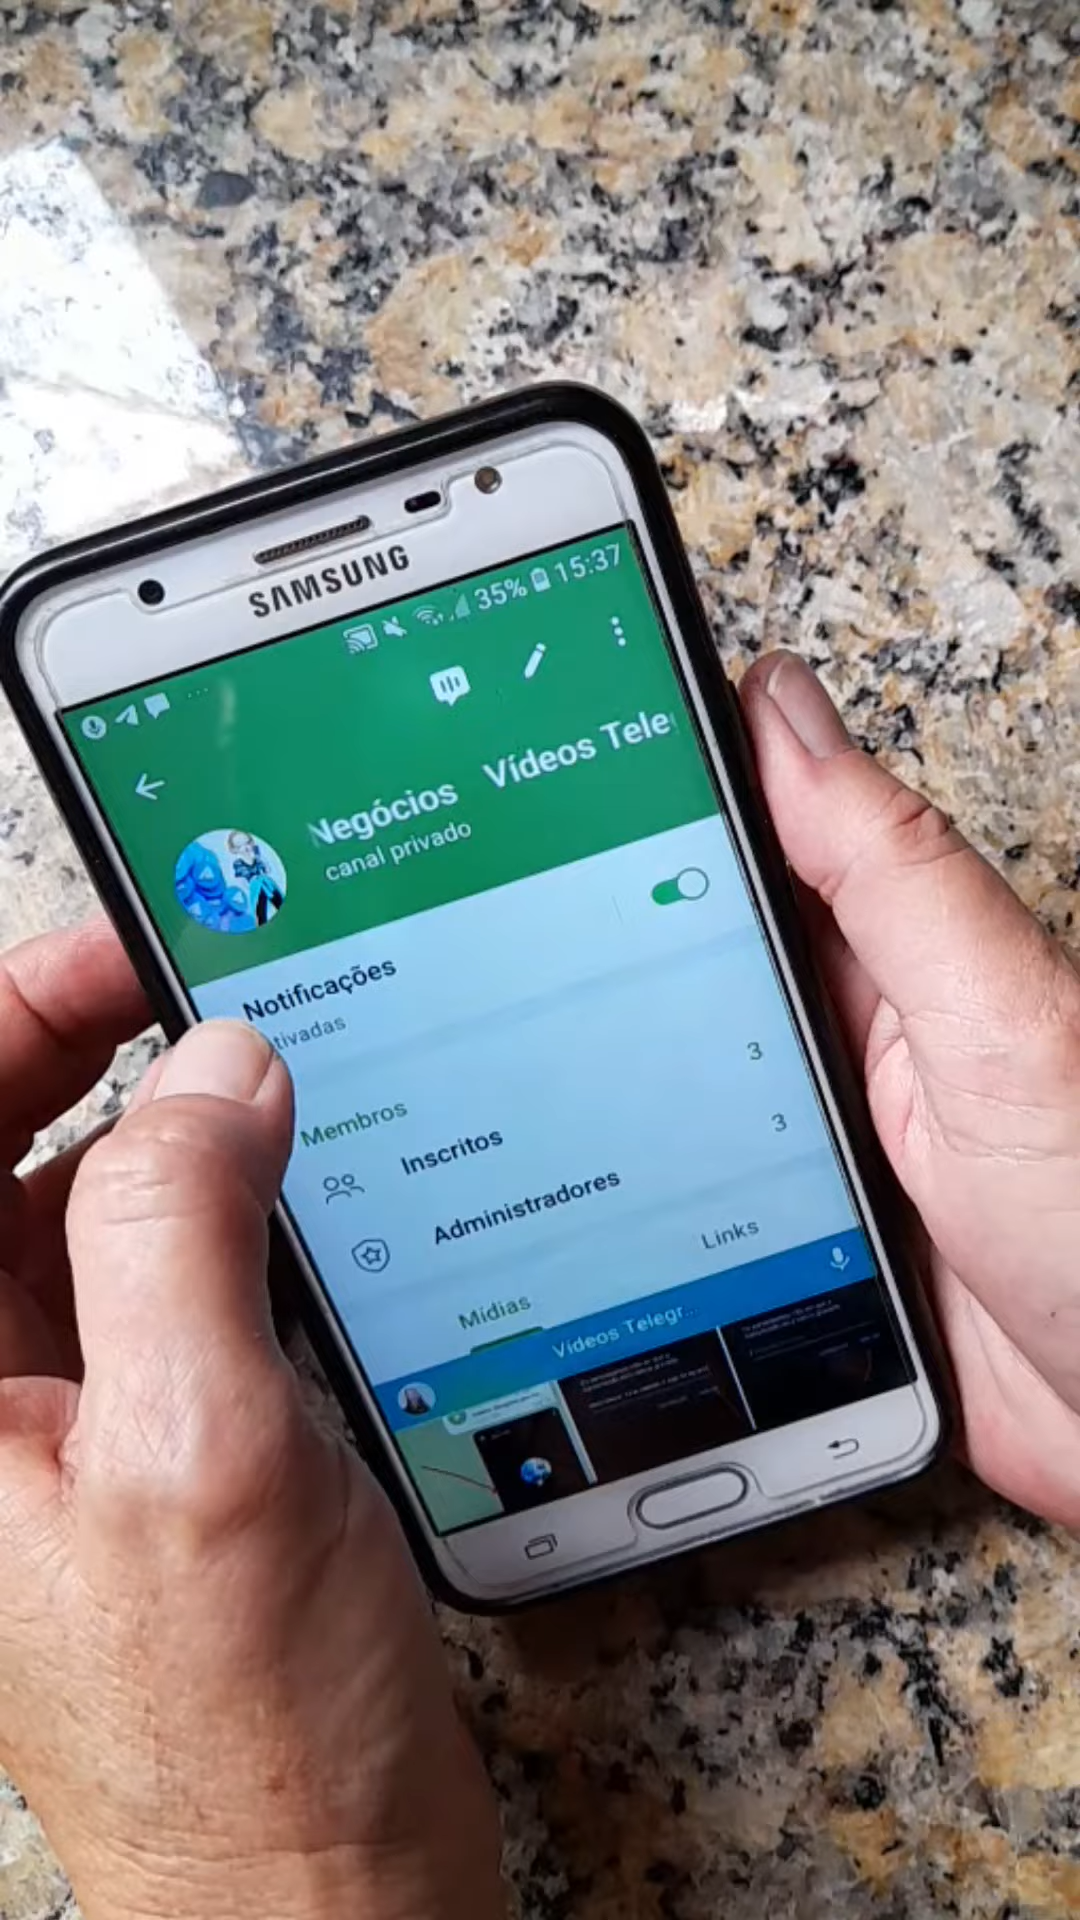 SAMSUNG
35% 15:37
Negócios Vídeos Tele
canal privado
Notificações
tivadas
Membros
Inscritos 3
Administradores 3
Mídias Links
Vídeos Telegr...